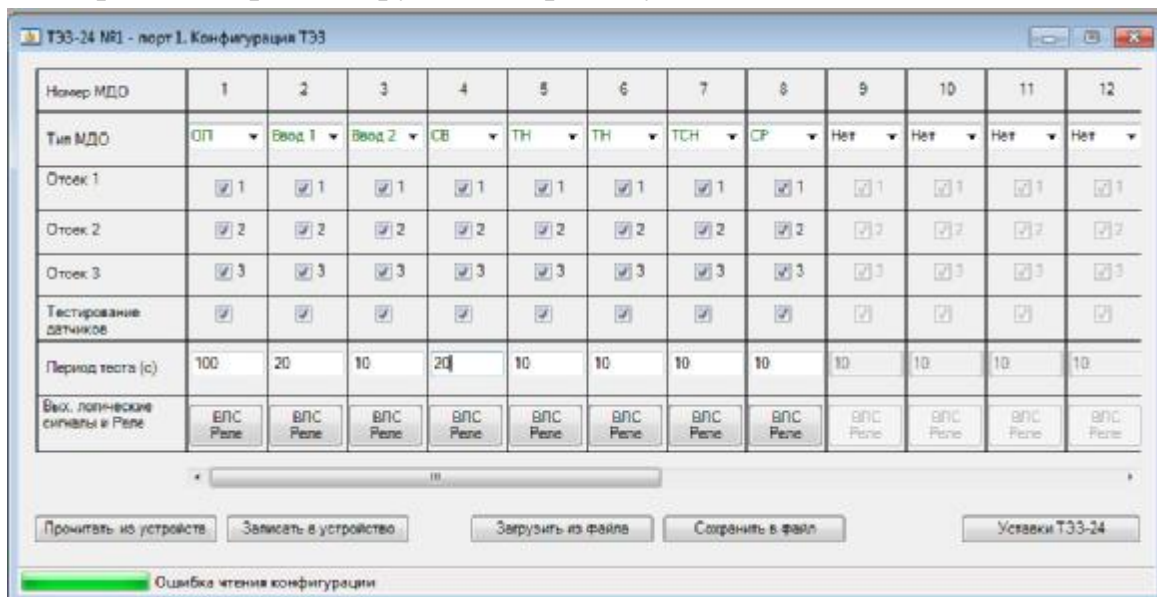 ТЭЗ-24 №1 - порт 1. Конфигурация ТЭЗ
Номер МДО 1 2 3 4 5 6 7 8 9 10 11 12
Тип МДО ОП Ввод 1 Ввод 2 СВ ТН ТН ТСН СР Нет Нет Нет Нет
Отсек 1 1 1 1 1 1 1 1 1 1 1 1 1
Отсек 2 2 2 2 2 2 2 2 2 2 2 2 2
Отсек 3 3 3 3 3 3 3 3 3 3 3 3 3
Тестирование
датчиков
Период теста (с) 100 20 10 20 10 10 10 10 10 10 10 10
Вых. логические
сигналы и Реле
ВЛС ВЛС ВЛС ВЛС ВЛС ВЛС ВЛС ВЛС ВЛС ВЛС ВЛС ВЛС
Реле Реле Реле Реле Реле Реле Реле Реле Реле Реле Реле Реле
Прочитать из устройств Записать в устройство Загрузить из файла Сохранить в файл Уставки ТЭЗ-24
Ошибка чтения конфигурации